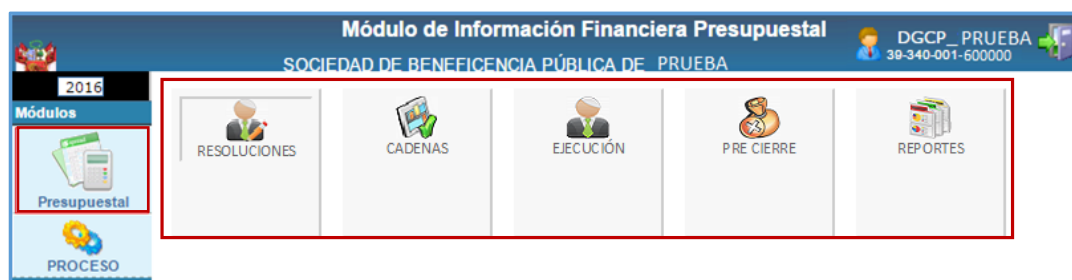 Módulo de Información Financiera Presupuestal
DGCP_ PRUEBA
39-340-001-600000
SOCIEDAD DE BENEFICENCIA PÚBLICA DE PRUEBA
2016
Módulos
Presupuestal
PROCESO
RESOLUCIONES
CADENAS
EJECUCIÓN
PRE CIERRE
REPORTES